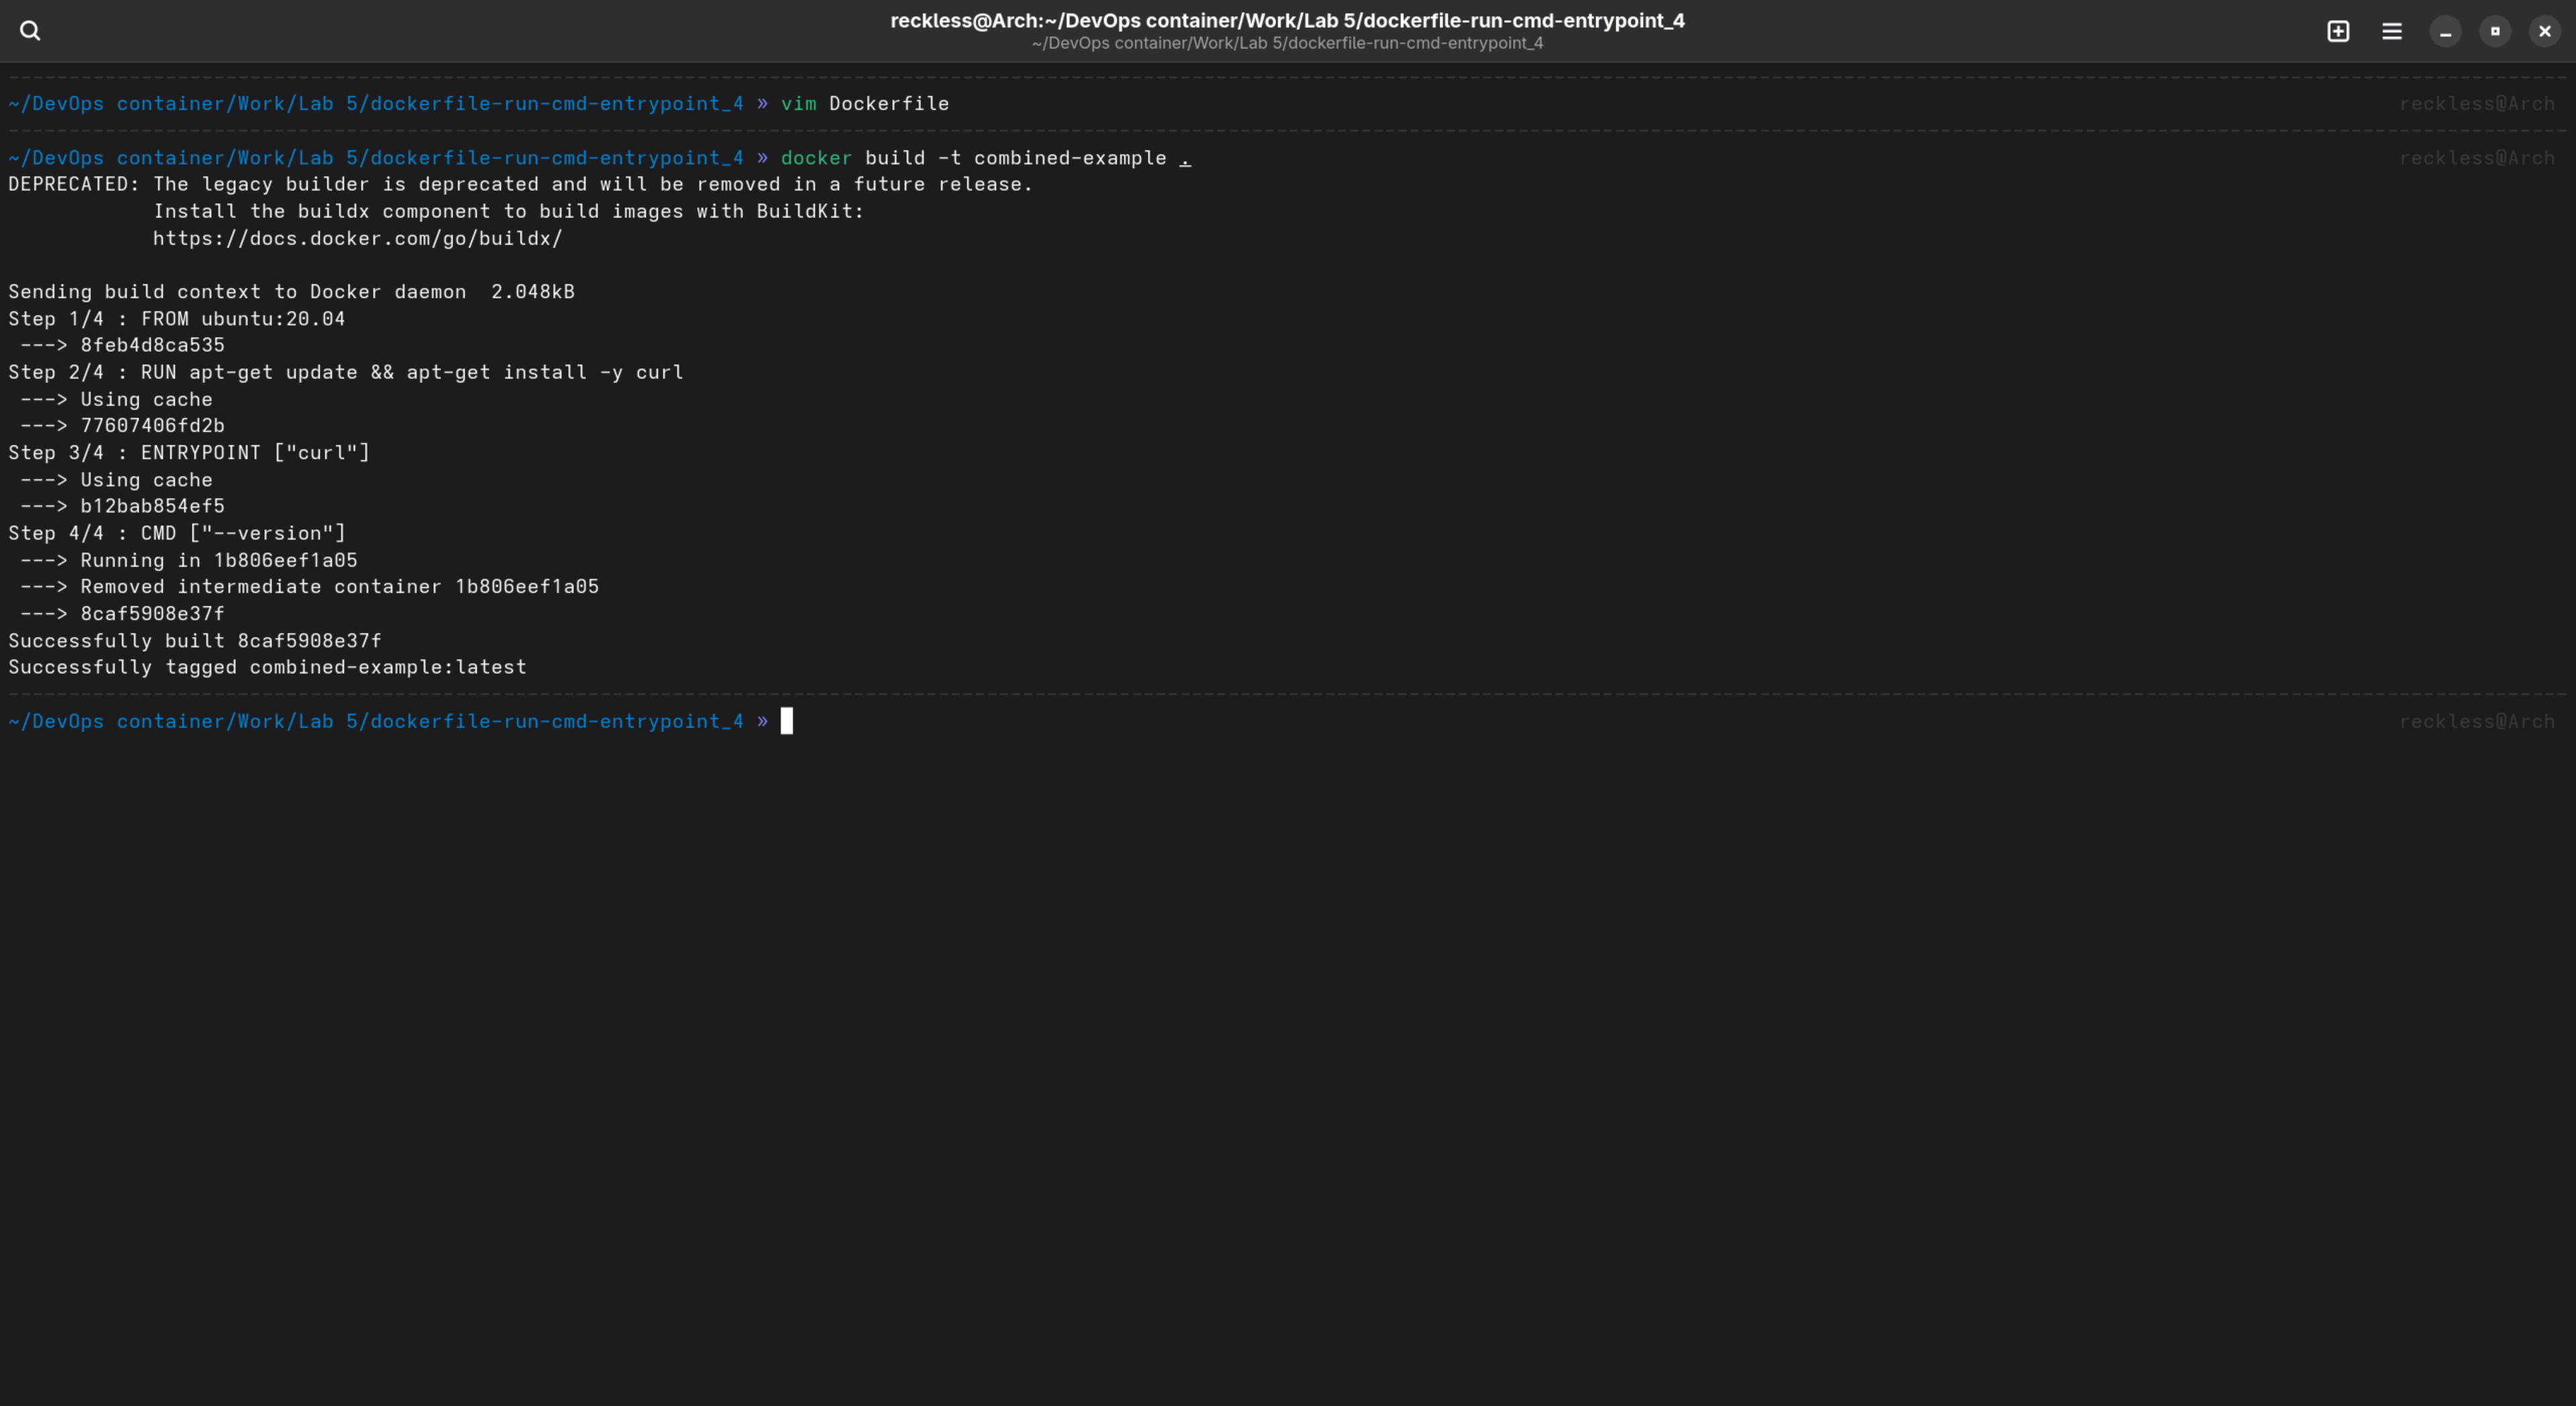 reckless@Arch:~/DevOps container/Work/Lab 5/dockerfile-run-cmd-entrypoint_4
~/DevOps container/Work/Lab 5/dockerfile-run-cmd-entrypoint_4
~/DevOps container/Work/Lab 5/dockerfile-run-cmd-entrypoint_4 » vim Dockerfile reckless@Arch
~/DevOps container/Work/Lab 5/dockerfile-run-cmd-entrypoint_4 » docker build -t combined-example . reckless@Arch
DEPRECATED: The legacy builder is deprecated and will be removed in a future release.
            Install the buildx component to build images with BuildKit:
            https://docs.docker.com/go/buildx/
Sending build context to Docker daemon  2.048kB
Step 1/4 : FROM ubuntu:20.04
 ---> 8feb4d8ca535
Step 2/4 : RUN apt-get update && apt-get install -y curl
 ---> Using cache
 ---> 77607406fd2b
Step 3/4 : ENTRYPOINT ["curl"]
 ---> Using cache
 ---> b12bab854ef5
Step 4/4 : CMD ["--version"]
 ---> Running in 1b806eef1a05
 ---> Removed intermediate container 1b806eef1a05
 ---> 8caf5908e37f
Successfully built 8caf5908e37f
Successfully tagged combined-example:latest
~/DevOps container/Work/Lab 5/dockerfile-run-cmd-entrypoint_4 » reckless@Arch